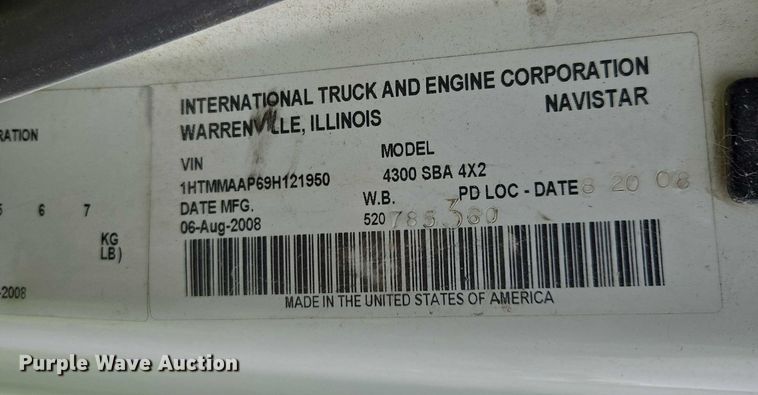 RATION
5 6 7
KG
LB)
-2008
INTERNATIONAL TRUCK AND ENGINE CORPORATION
WARRENVILLE, ILLINOIS NAVISTAR
VIN MODEL
1HTMMAAP69H121950 4300 SBA 4X2
DATE MFG. W.B. PD LOC - DATE 8 20 08
06-Aug-2008 520 785360
MADE IN THE UNITED STATES OF AMERICA
Purple Wave Auction